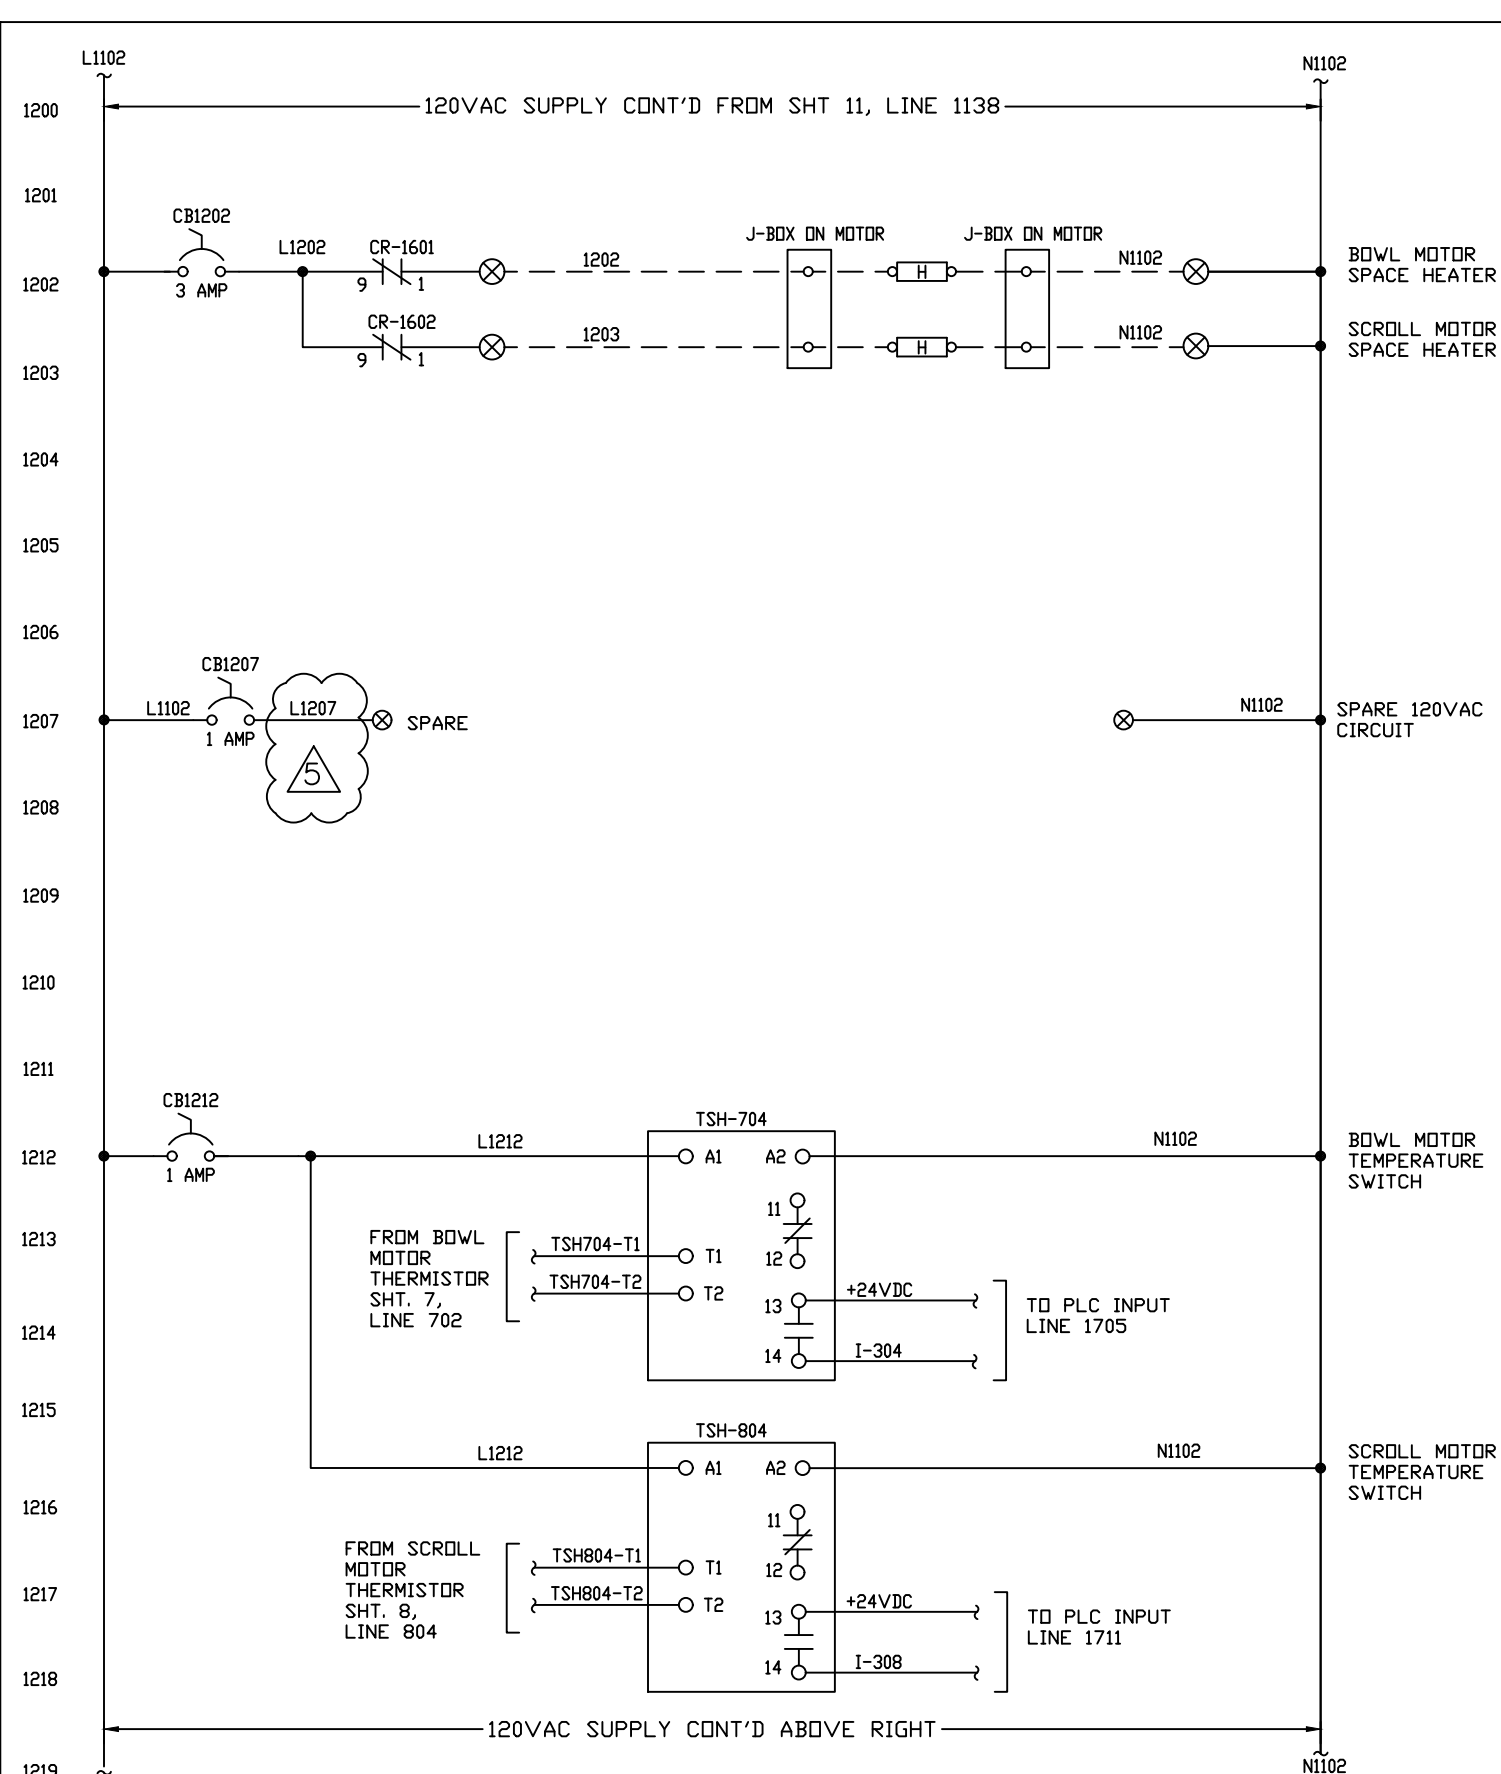 L1102
N1102
1200
120VAC SUPPLY CONT'D FROM SHT 11, LINE 1138
1201
CB1202
L1202
CR-1601
9
1
1202
J-BOX ON MOTOR
J-BOX ON MOTOR
H
N1102
BOWL MOTOR
SPACE HEATER
1202
3 AMP
CR-1602
9
1
1203
H
N1102
SCROLL MOTOR
SPACE HEATER
1203
1204
1205
1206
CB1207
1207
L1102
L1207
1 AMP
SPARE
5
N1102
SPARE 120VAC
CIRCUIT
1208
1209
1210
1211
CB1212
1212
1 AMP
L1212
TSH-704
A1
A2
N1102
BOWL MOTOR
TEMPERATURE
SWITCH
11
12
1213
FROM BOWL
MOTOR
THERMISTOR
SHT. 7,
LINE 702
TSH704-T1
T1
TSH704-T2
T2
13
+24VDC
14
I-304
TO PLC INPUT
LINE 1705
1214
1215
TSH-804
L1212
A1
A2
N1102
SCROLL MOTOR
TEMPERATURE
SWITCH
1216
11
12
FROM SCROLL
MOTOR
THERMISTOR
SHT. 8,
LINE 804
TSH804-T1
T1
TSH804-T2
T2
1217
13
+24VDC
14
I-308
TO PLC INPUT
LINE 1711
1218
120VAC SUPPLY CONT'D ABOVE RIGHT
1219
N1102